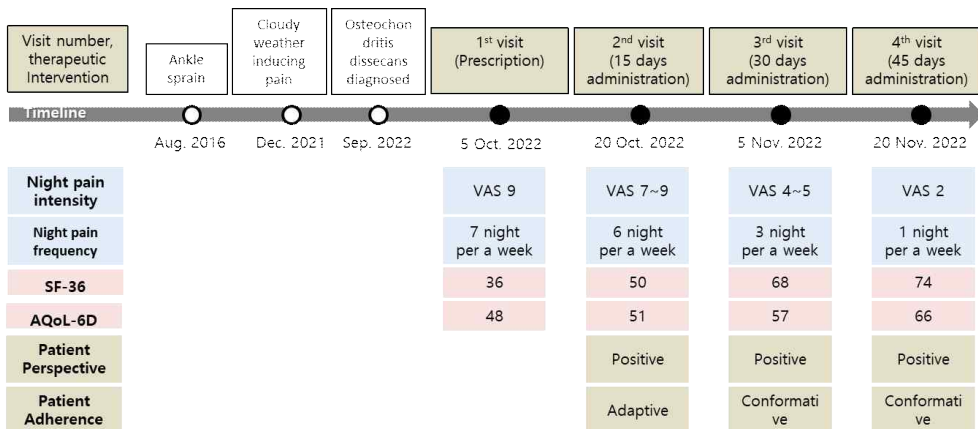 Visit number,
therapeutic
Intervention
Ankle
sprain
Cloudy
weather
inducing
pain
Osteochon
dritis
dissecans
diagnosed
1st visit
(Prescription)
2nd visit
(15 days
administration)
3rd visit
(30 days
administration)
4th visit
(45 days
administration)
Timeline
Aug. 2016
Dec. 2021
Sep. 2022
5 Oct. 2022
20 Oct. 2022
5 Nov. 2022
20 Nov. 2022
Night pain
intensity
VAS 9
VAS 7~9
VAS 4~5
VAS 2
Night pain
frequency
7 night
per a week
6 night
per a week
3 night
per a week
1 night
per a week
SF-36
36
50
68
74
AQoL-6D
48
51
57
66
Patient
Perspective
Positive
Positive
Positive
Patient
Adherence
Adaptive
Conformati
ve
Conformati
ve